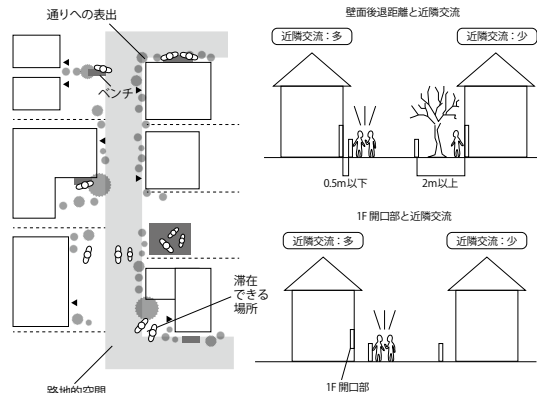 通りへの表出
ベンチ
滞在
できる
場所
路地的空間
壁面後退距離と近隣交流
近隣交流：多
近隣交流：少
0.5m以下
2m以上
1F 開口部と近隣交流
近隣交流：多
近隣交流：少
1F 開口部